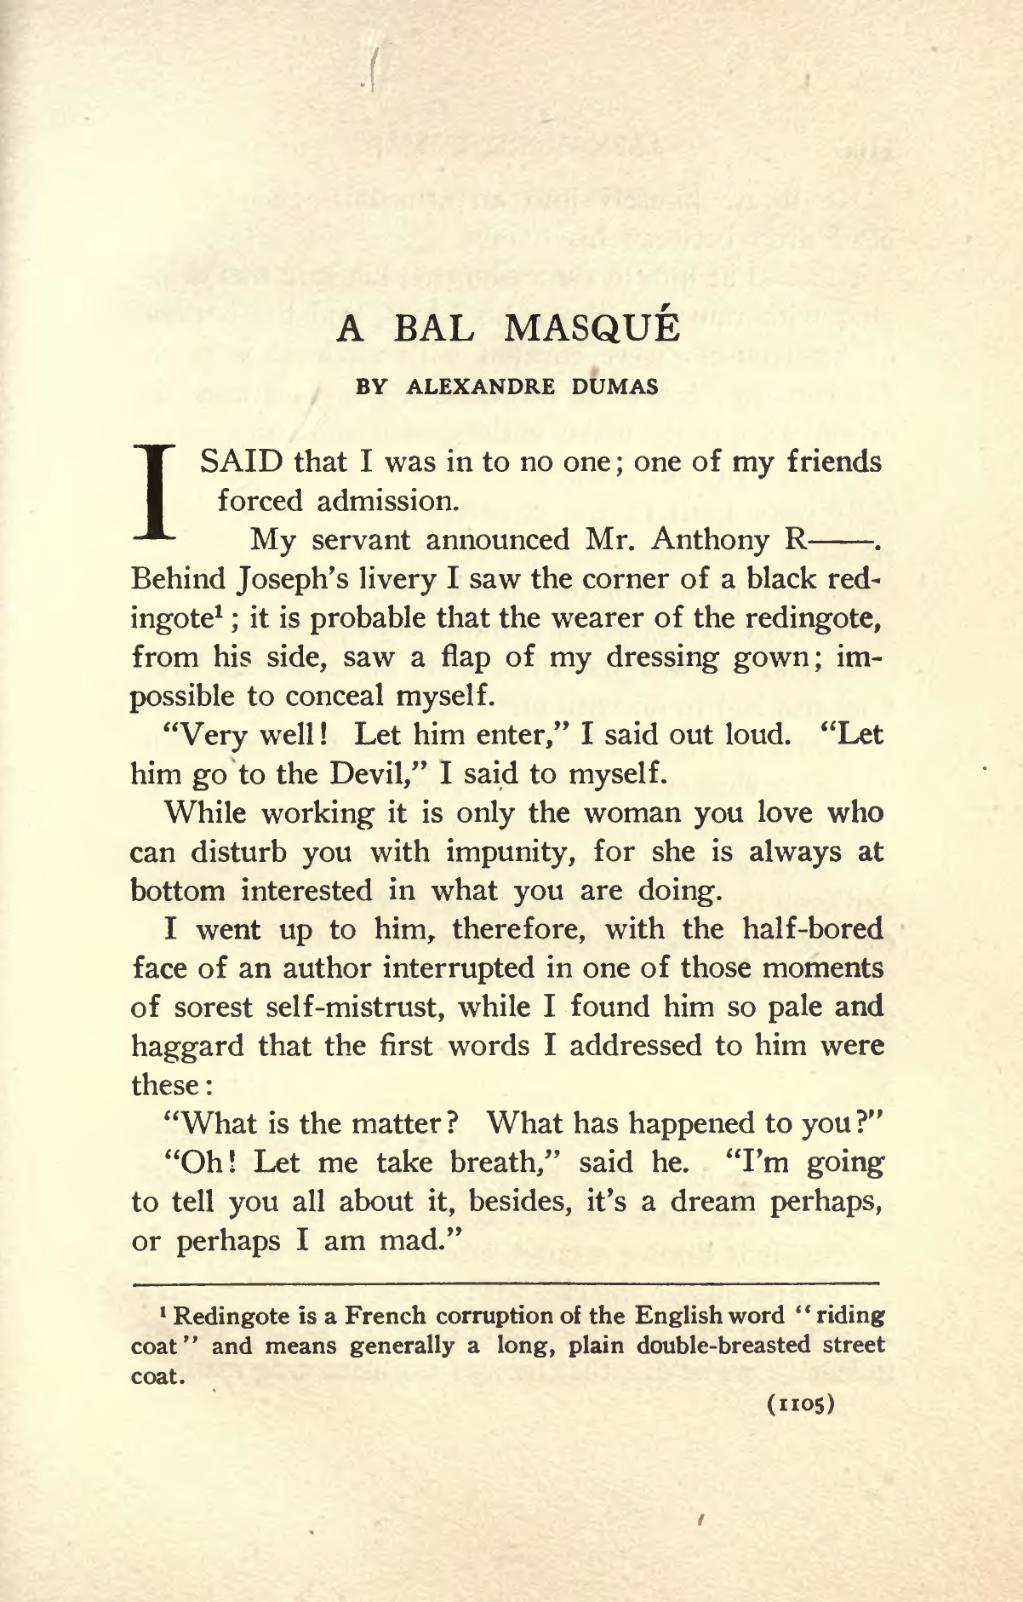 A BAL MASQUÉ
BY ALEXANDRE DUMAS
I SAID that I was in to no one; one of my friends
forced admission.
My servant announced Mr. Anthony R——.
Behind Joseph's livery I saw the corner of a black red-
ingote¹; it is probable that the wearer of the redingote,
from his side, saw a flap of my dressing gown; im-
possible to conceal myself.
"Very well! Let him enter," I said out loud. "Let
him go to the Devil," I said to myself.
While working it is only the woman you love who
can disturb you with impunity, for she is always at
bottom interested in what you are doing.
I went up to him, therefore, with the half-bored
face of an author interrupted in one of those moments
of sorest self-mistrust, while I found him so pale and
haggard that the first words I addressed to him were
these:
"What is the matter? What has happened to you?"
"Oh! Let me take breath," said he. "I'm going
to tell you all about it, besides, it's a dream perhaps,
or perhaps I am mad."
¹ Redingote is a French corruption of the English word "riding
coat" and means generally a long, plain double-breasted street
coat.
(1105)